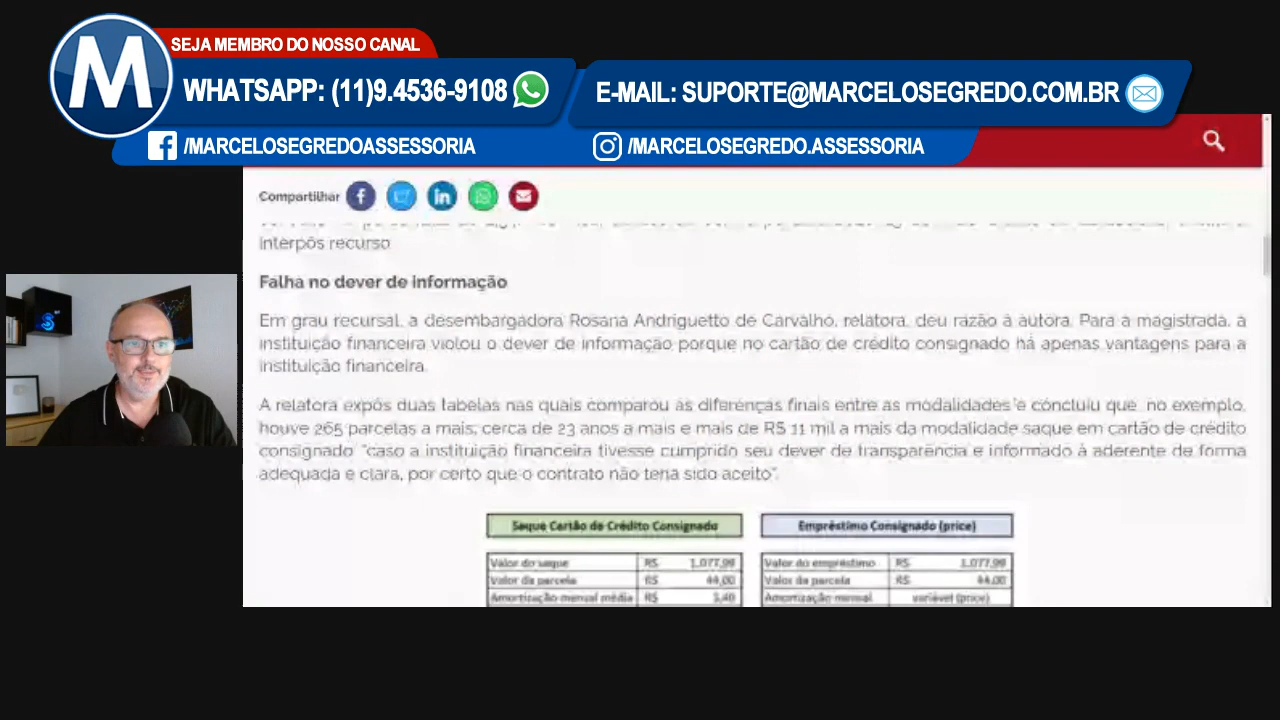 M
SEJA MEMBRO DO NOSSO CANAL
WHATSAPP: (11)9.4536-9108
E-MAIL: SUPORTE@MARCELOSEGREDO.COM.BR
/MARCELOSEGREDOASSESSORIA
/MARCELOSEGREDO.ASSESSORIA
Compartilhar
interpôs recurso
Falha no dever de informação
Em grau recursal, a desembargadora Rosana Andriguetto de Carvalho, relatora, deu razão à autora. Para a magistrada, a
instituição financeira violou o dever de informação porque no cartão de crédito consignado há apenas vantagens para a
instituição financeira.
A relatora expôs duas tabelas nas quais comparou as diferenças finais entre as modalidades e concluiu que, no exemplo,
houve 265 parcelas a mais; cerca de 23 anos a mais e mais de R$ 11 mil a mais da modalidade saque em cartão de crédito
consignado "caso a instituição financeira tivesse cumprido seu dever de transparência e informado à aderente de forma
adequada e clara, por certo que o contrato não teria sido aceito".
Saque Cartão de Crédito Consignado
Empréstimo Consignado (price)
Valor do saque R$ 1.077,99
Valor do empréstimo R$ 1.077,99
Valor da parcela R$ 44,00
Valor da parcela R$ 44,00
Amortização mensal média R$
Amortização mensal variável (price)